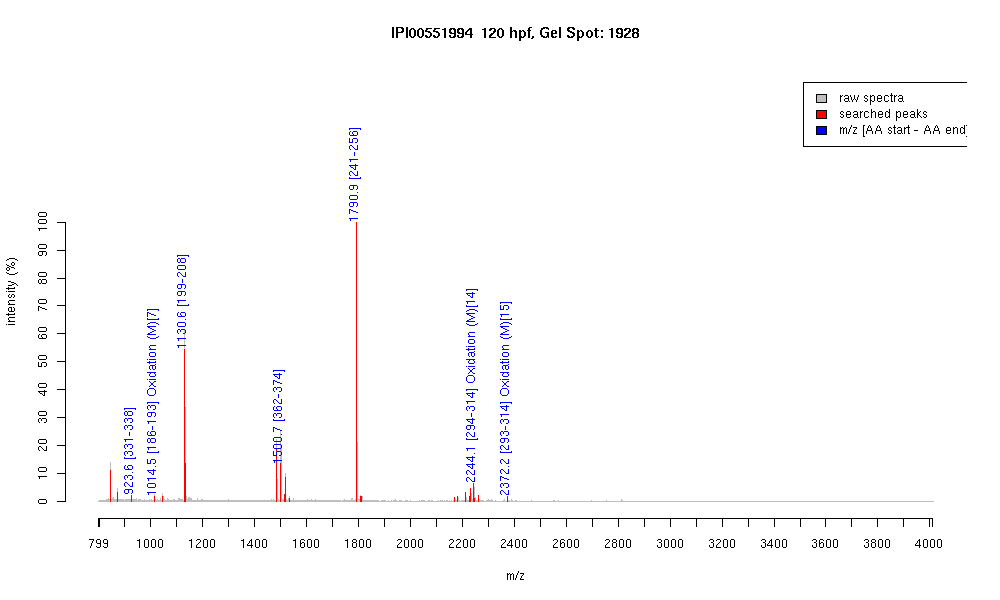 IPI00551994 120 hpf, Gel Spot: 1928
raw spectra
searched peaks
m/z [AA start - AA end]
intensity (%)
100
90
80
70
60
50
40
30
20
10
0
923.6 [331-338]
1014.5 [186-193] Oxidation (M)[7]
1130.6 [199-208]
1500.7 [362-374]
1790.9 [241-256]
2244.1 [294-314] Oxidation (M)[14]
2372.2 [293-314] Oxidation (M)[15]
799 1000 1200 1400 1600 1800 2000 2200 2400 2600 2800 3000 3200 3400 3600 3800 4000
m/z